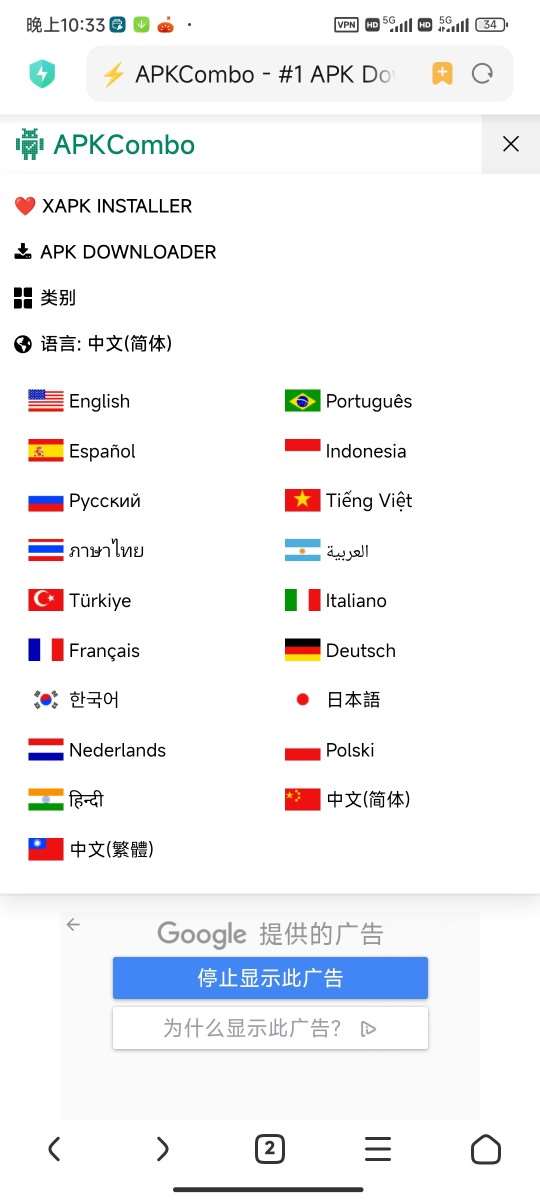 晚上10:33 VPN HD 5G HD 5G 34
APKCombo - #1 APK Do
APKCombo
XAPK INSTALLER
APK DOWNLOADER
类别
语言: 中文(简体)
English Português
Español Indonesia
Русский Tiếng Việt
ภาษาไทย العربية
Türkiye Italiano
Français Deutsch
한국어 日本語
Nederlands Polski
हिन्दी 中文(简体)
中文(繁體)
Google 提供的广告
停止显示此广告
为什么显示此广告?
2